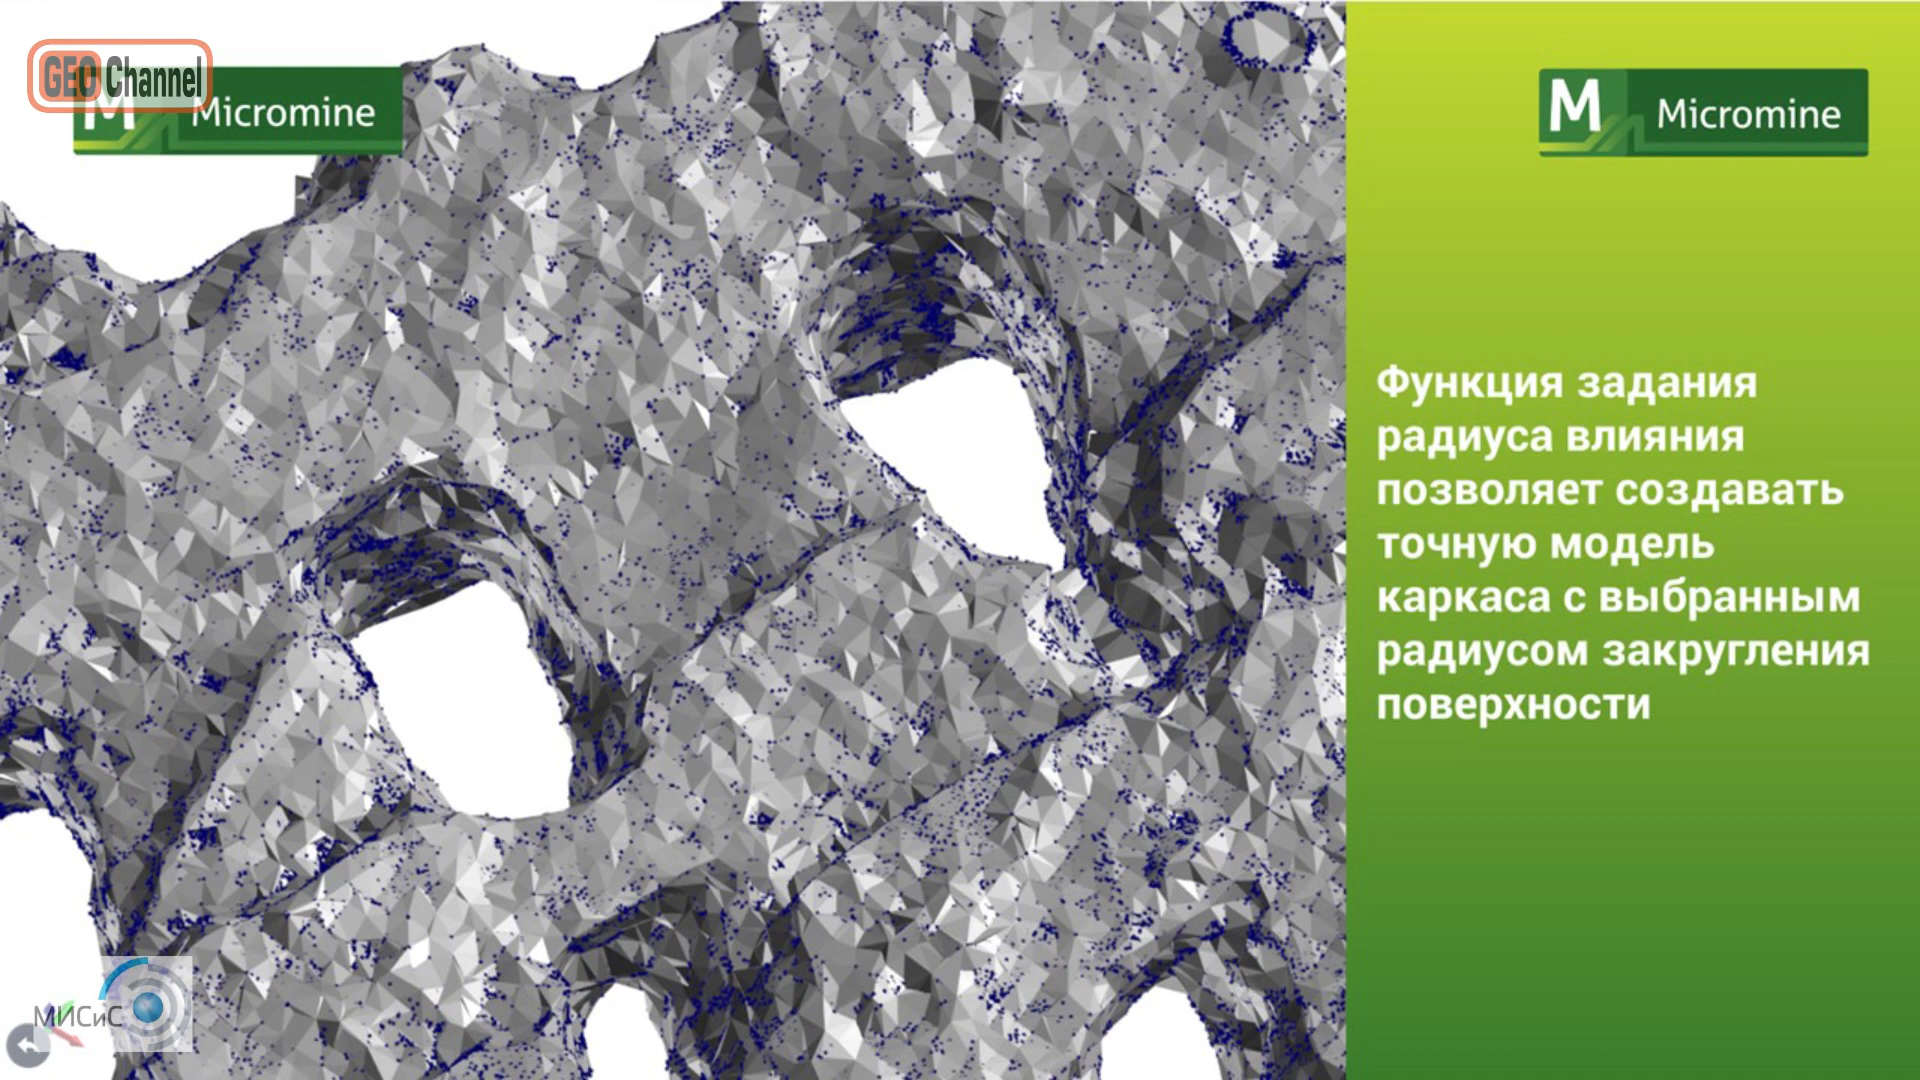 GEO Channel
M Micromine
M Micromine
Функция задания
радиуса влияния
позволяет создавать
точную модель
каркаса с выбранным
радиусом закругления
поверхности
МИСиС